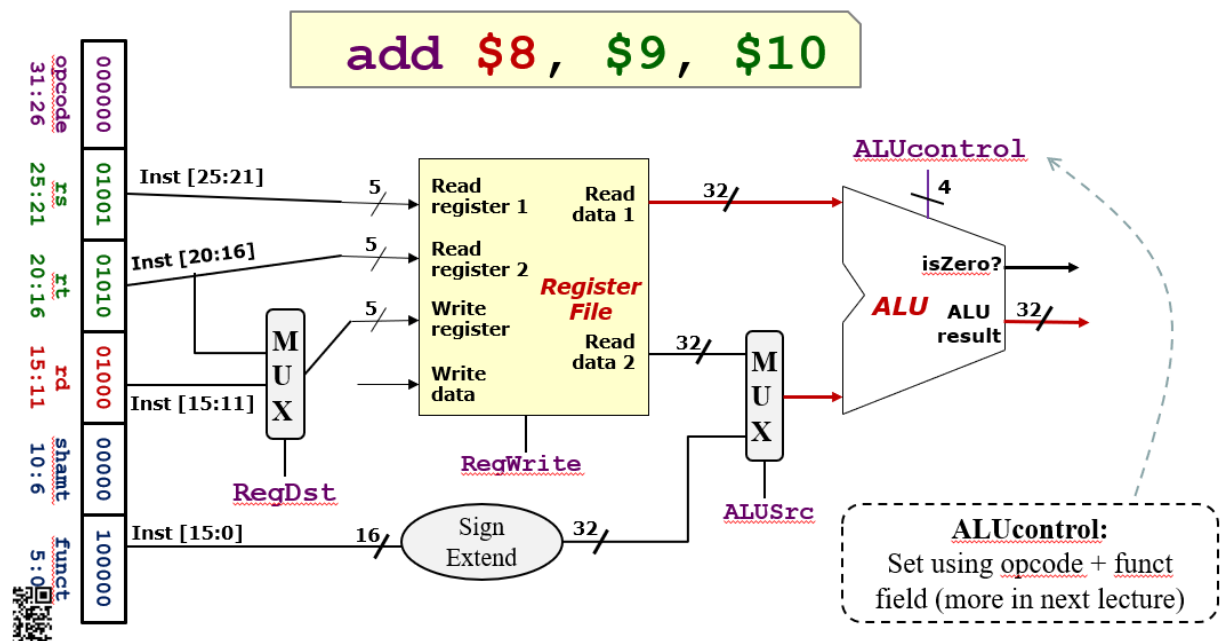 add $8, $9, $10
opcode
31:26
000000
rs
25:21
01001
rt
20:16
01010
rd
15:11
01000
shamt
10:6
00000
funct
5:0
100000
Inst [25:21]
5
Inst [20:16]
5
5
MUX
Inst [15:11]
RegDst
Inst [15:0]
16
Sign
Extend
32
Read
register 1
Read
register 2
Write
register
Write
data
Read
data 1
Register
File
Read
data 2
RegWrite
32
32
MUX
ALUSrc
ALUcontrol
4
isZero?
ALU
ALU
result
32
ALUcontrol:
Set using opcode + funct
field (more in next lecture)